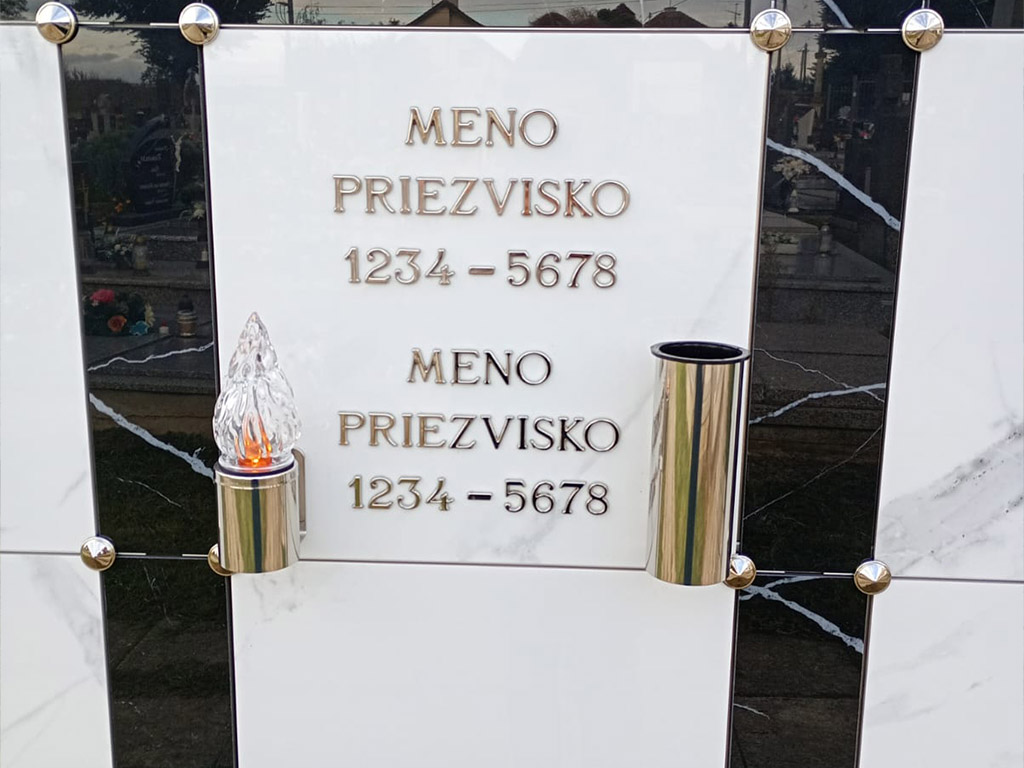 MENO
PRIEZVISKO
1234 – 5678
MENO
PRIEZVISKO
1234 – 5678